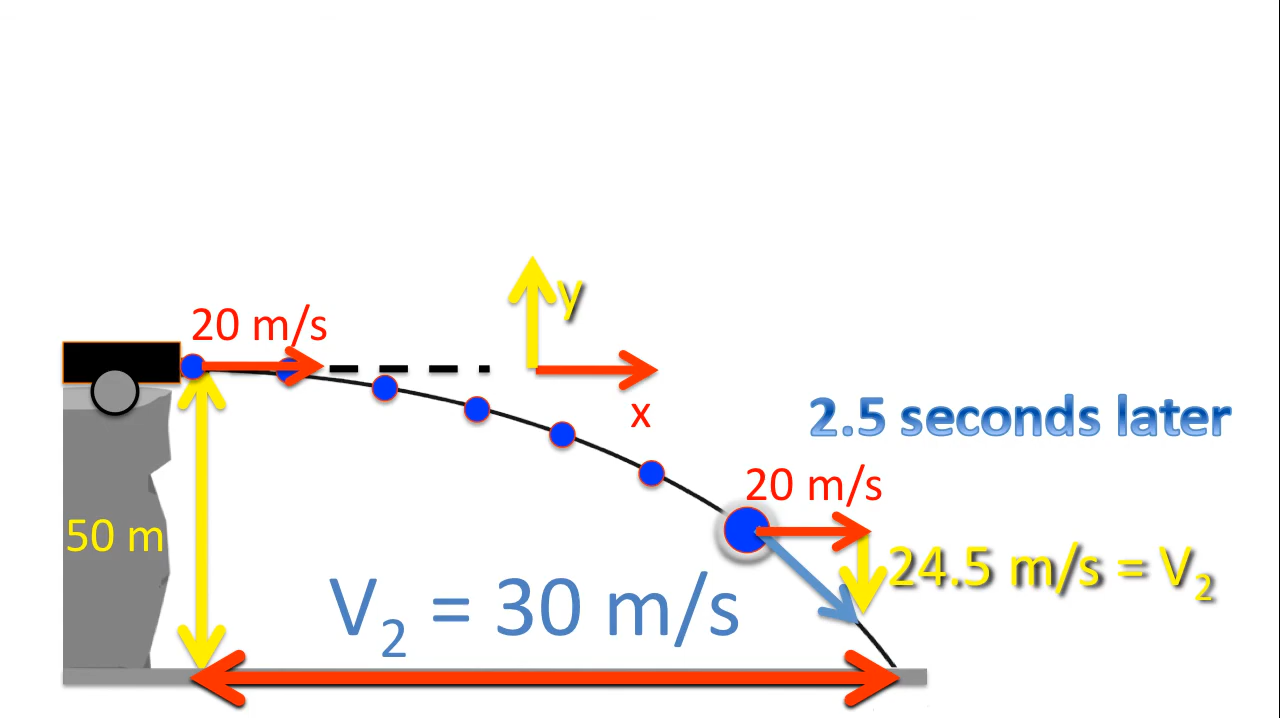 20 m/s
y
x
2.5 seconds later
20 m/s
50 m
24.5 m/s = V₂
V₂ = 30 m/s